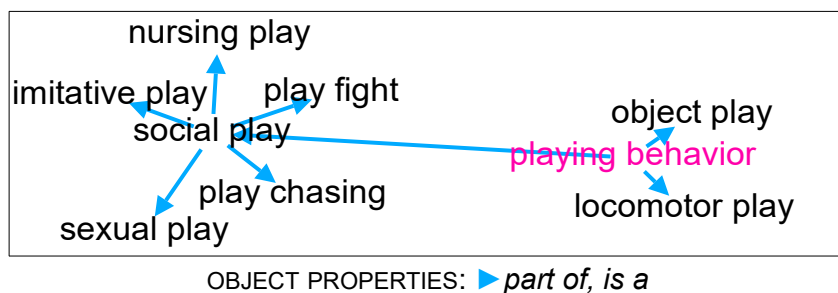 nursing play
imitative play
play fight
social play
object play
playing behavior
play chasing
locomotor play
sexual play
OBJECT PROPERTIES: part of, is a